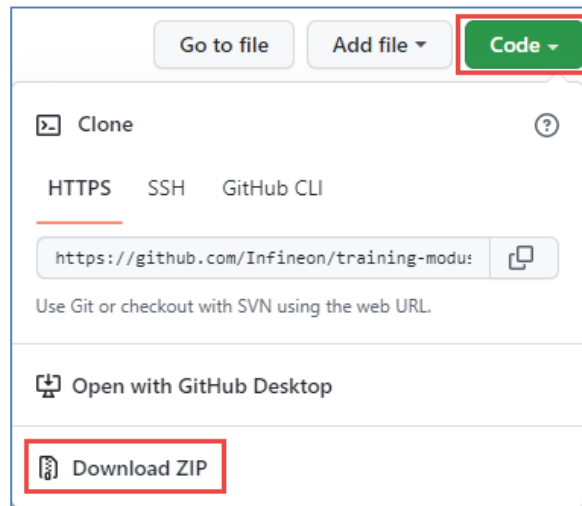 Go to file Add file Code
Clone
HTTPS SSH GitHub CLI
https://github.com/Infineon/training-modus
Use Git or checkout with SVN using the web URL.
Open with GitHub Desktop
Download ZIP